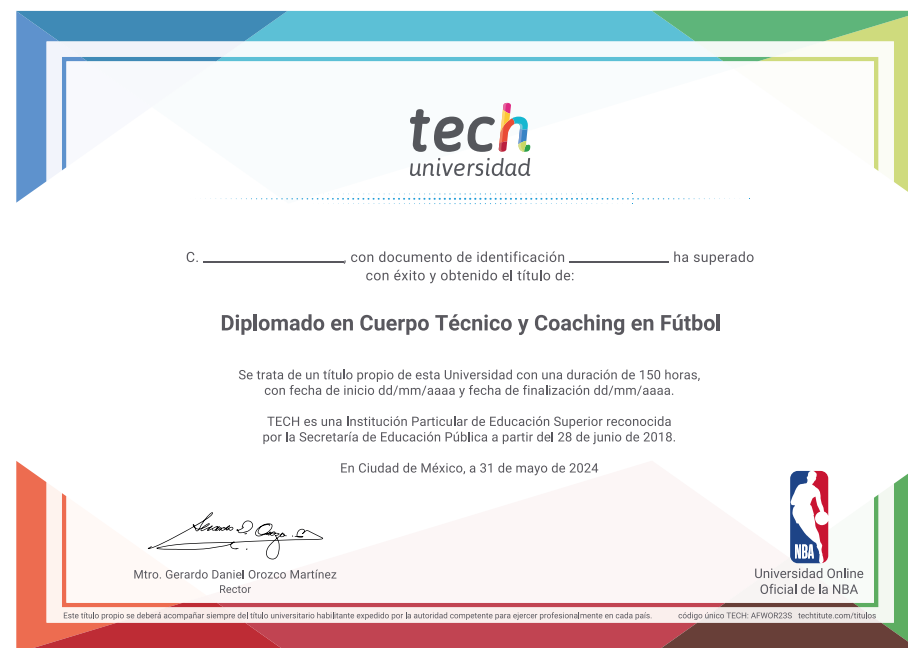 tech
universidad
C. ____________, con documento de identificación ____________ ha superado
con éxito y obtenido el título de:
Diplomado en Cuerpo Técnico y Coaching en Fútbol
Se trata de un título propio de esta Universidad con una duración de 150 horas,
con fecha de inicio dd/mm/aaaa y fecha de finalización dd/mm/aaaa.
TECH es una Institución Particular de Educación Superior reconocida
por la Secretaría de Educación Pública a partir del 28 de junio de 2018.
En Ciudad de México, a 31 de mayo de 2024
Mtro. Gerardo Daniel Orozco Martínez
Rector
NBA
Universidad Online
Oficial de la NBA
Este título propio se deberá acompañar siempre del título universitario habilitante expedido por la autoridad competente para ejercer profesionalmente en cada país. código único TECH: AFWOR23S techtitute.com/titulos